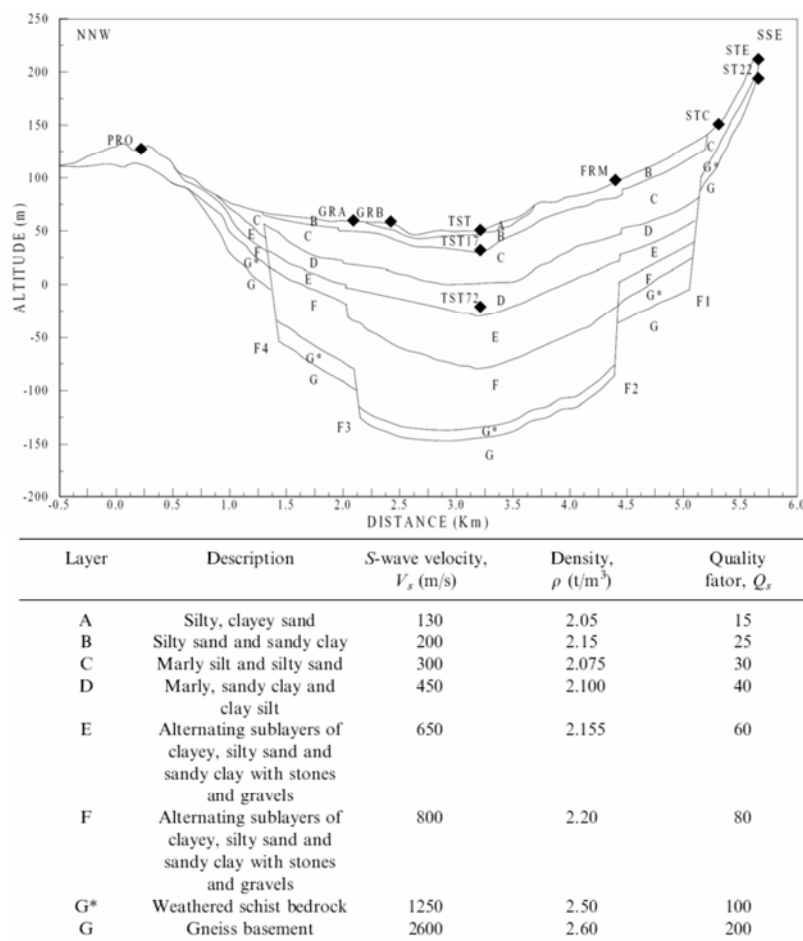 250
NNW
SSE
STE
200
ST22
150
STC
PRO
FRM
C
100
B
G*
GRA GRB
TST
A
B
C
G
50
C
B
C
TST17
B
C
D
E
F
D
E
G*
0
G
E
F
TST72
D
F
G*
F1
E
-50
G
F4
G*
F
G
F2
-100
F3
G*
-150
G
-200
-0.5 0.0 0.5 1.0 1.5 2.0 2.5 3.0 3.5 4.0 4.5 5.0 5.5 6.0
ALTITUDE (m)
DISTANCE (Km)
Layer Description S-wave velocity, Density, Quality
Vs (m/s) ρ (t/m³) fator, Qs
A Silty, clayey sand 130 2.05 15
B Silty sand and sandy clay 200 2.15 25
C Marly silt and silty sand 300 2.075 30
D Marly, sandy clay and 450 2.100 40
clay silt
E Alternating sublayers of 650 2.155 60
clayey, silty sand and
sandy clay with stones
and gravels
F Alternating sublayers of 800 2.20 80
clayey, silty sand and
sandy clay with stones
and gravels
G* Weathered schist bedrock 1250 2.50 100
G Gneiss basement 2600 2.60 200